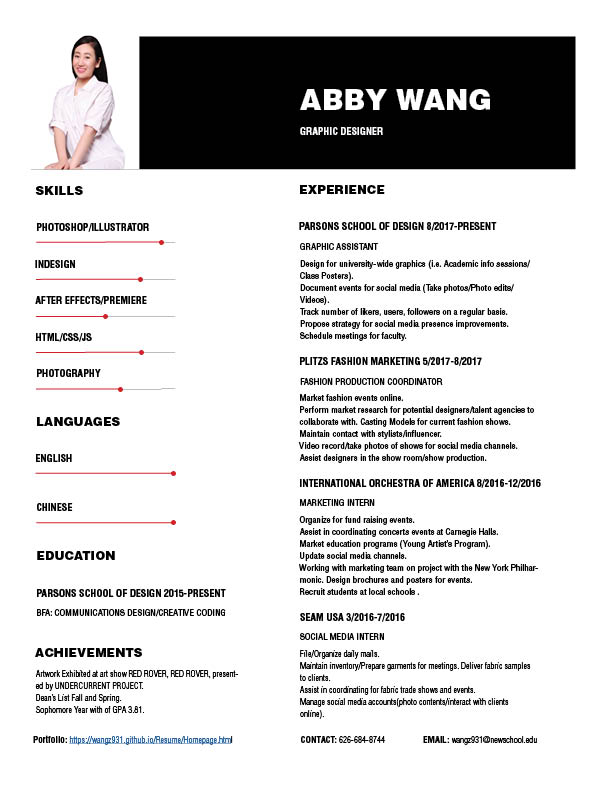 ABBY WANG
GRAPHIC DESIGNER
SKILLS
PHOTOSHOP/ILLUSTRATOR
INDESIGN
AFTER EFFECTS/PREMIERE
HTML/CSS/JS
PHOTOGRAPHY
LANGUAGES
ENGLISH
CHINESE
EDUCATION
PARSONS SCHOOL OF DESIGN 2015-PRESENT
BFA: COMMUNICATIONS DESIGN/CREATIVE CODING
ACHIEVEMENTS
Artwork Exhibited at art show RED ROVER, RED ROVER, present-
ed by UNDERCURRENT PROJECT.
Dean's List Fall and Spring.
Sophomore Year with of GPA 3.81.
EXPERIENCE
PARSONS SCHOOL OF DESIGN 8/2017-PRESENT
GRAPHIC ASSISTANT
Design for university-wide graphics (i.e. Academic info sessions/
Class Posters).
Document events for social media (Take photos/Photo edits/
Videos).
Track number of likers, users, followers on a regular basis.
Propose strategy for social media presence improvements.
Schedule meetings for faculty.
PLITZS FASHION MARKETING 5/2017-8/2017
FASHION PRODUCTION COORDINATOR
Market fashion events online.
Perform market research for potential designers/talent agencies to
collaborate with. Casting Models for current fashion shows.
Maintain contact with stylists/influencer.
Video record/take photos of shows for social media channels.
Assist designers in the show room/show production.
INTERNATIONAL ORCHESTRA OF AMERICA 8/2016-12/2016
MARKETING INTERN
Organize for fund raising events.
Assist in coordinating concerts events at Carnegie Halls.
Market education programs (Young Artist's Program).
Update social media channels.
Working with marketing team on project with the New York Philhar-
monic. Design brochures and posters for events.
Recruit students at local schools .
SEAM USA 3/2016-7/2016
SOCIAL MEDIA INTERN
File/Organize daily mails.
Maintain inventory/Prepare garments for meetings. Deliver fabric samples
to clients.
Assist in coordinating for fabric trade shows and events.
Manage social media accounts(photo contents/interact with clients
online).
Portfolio: https://wangz931.github.io/Resume/Homepage.html
CONTACT: 626-684-8744
EMAIL: wangz931@newschool.edu